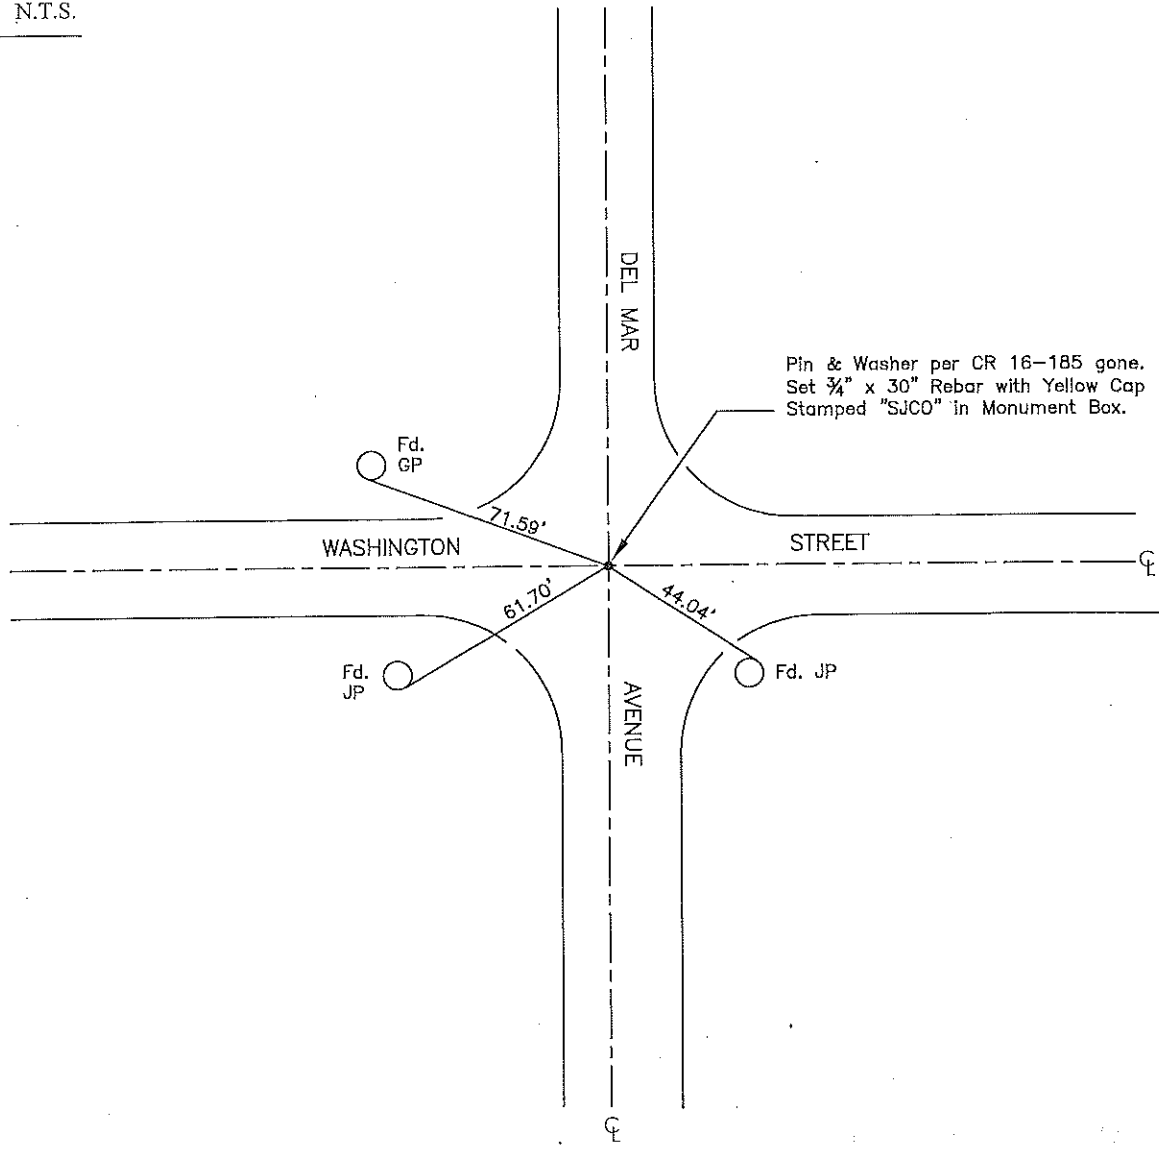 N.T.S.
DEL MAR
Pin & Washer per CR 16-185 gone.
Set ¾" x 30" Rebar with Yellow Cap
Stamped "SJCO" in Monument Box.
Fd.
GP
71.59'
WASHINGTON
STREET
℄
61.70'
44.04'
Fd.
JP
Fd. JP
AVENUE
℄